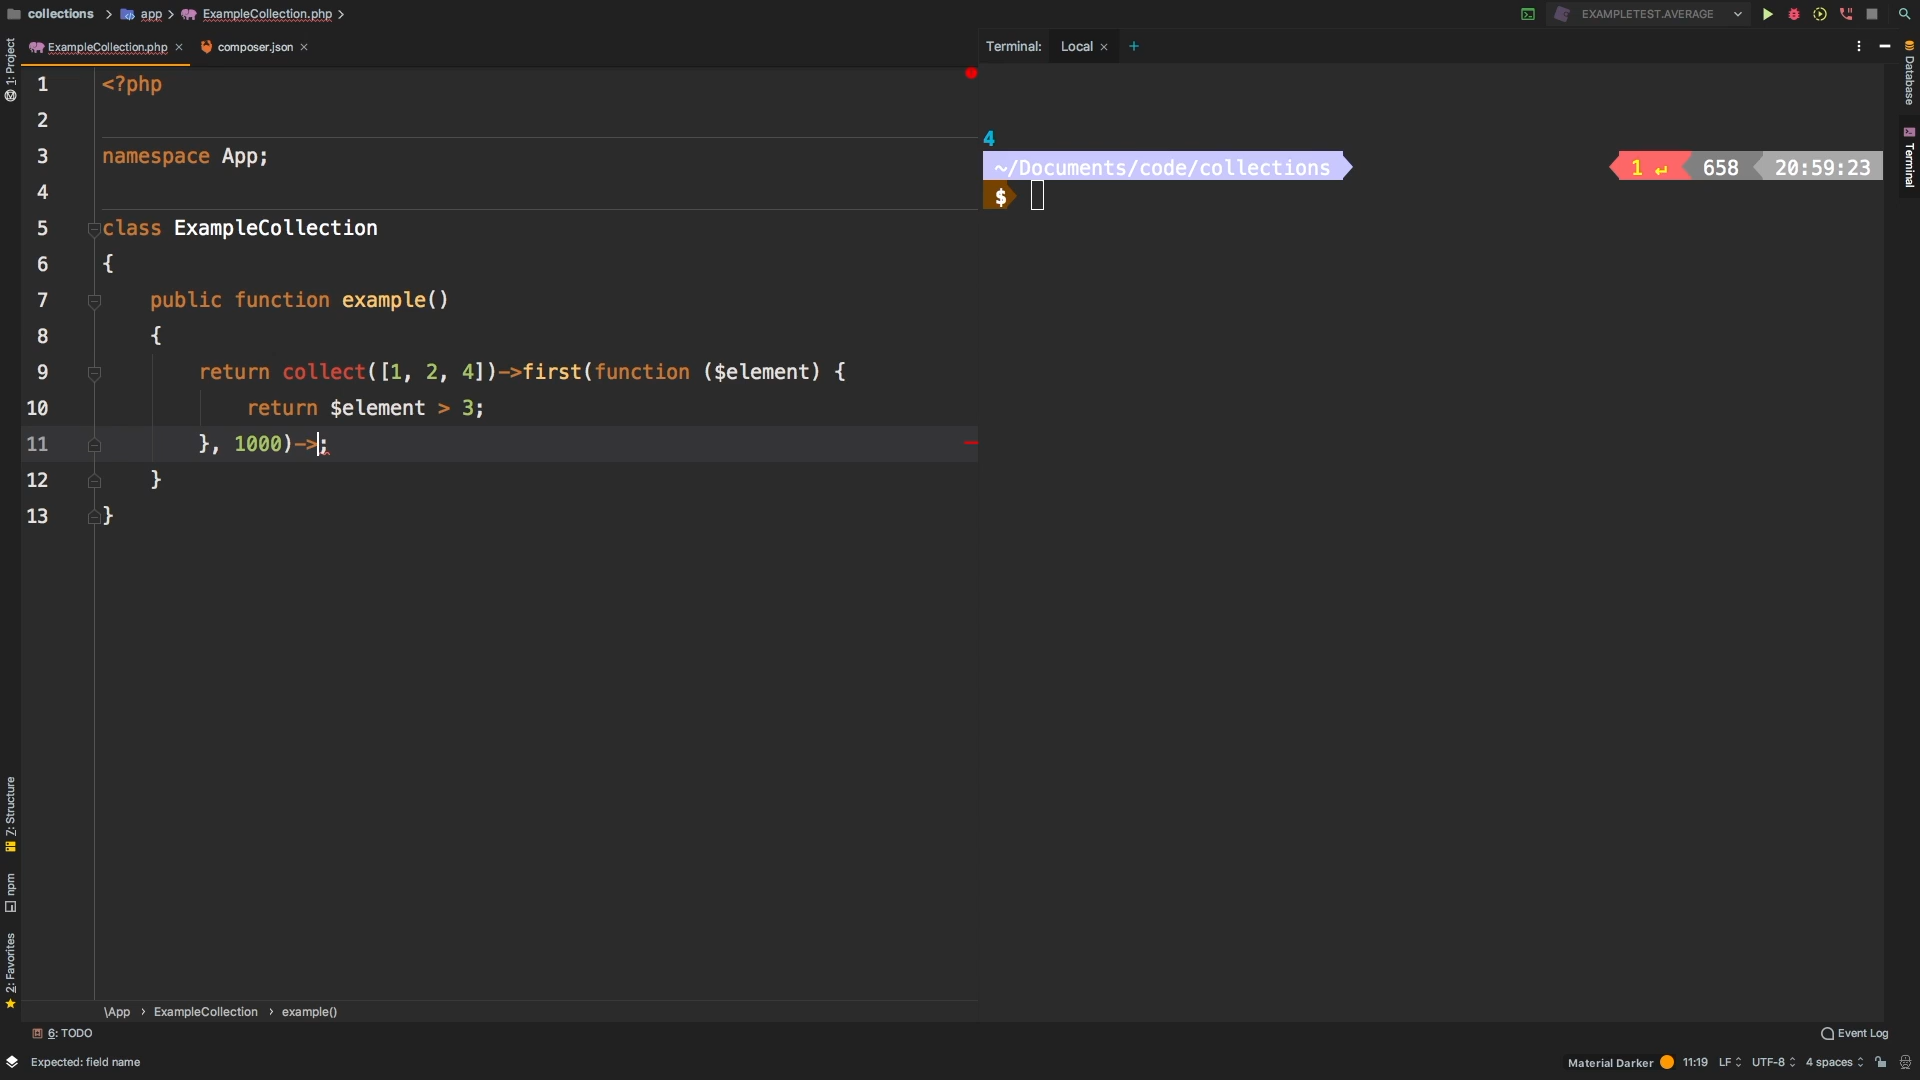 collections > app > ExampleCollection.php >
EXAMPLETEST.AVERAGE
1: Project
ExampleCollection.php ×
composer.json ×
Terminal: Local × +
Database
Terminal
1 <?php
2
3 namespace App;
4
5 class ExampleCollection
6 {
7 public function example()
8 {
9 return collect([1, 2, 4])->first(function ($element) {
10 return $element > 3;
11 }, 1000)->;
12 }
13 }
4
~/Documents/code/collections
1 ↵ 658 20:59:23
$
Z: Structure
npm
2: Favorites
\App > ExampleCollection > example()
6: TODO
Event Log
Expected: field name
Material Darker 11:19 LF UTF-8 4 spaces